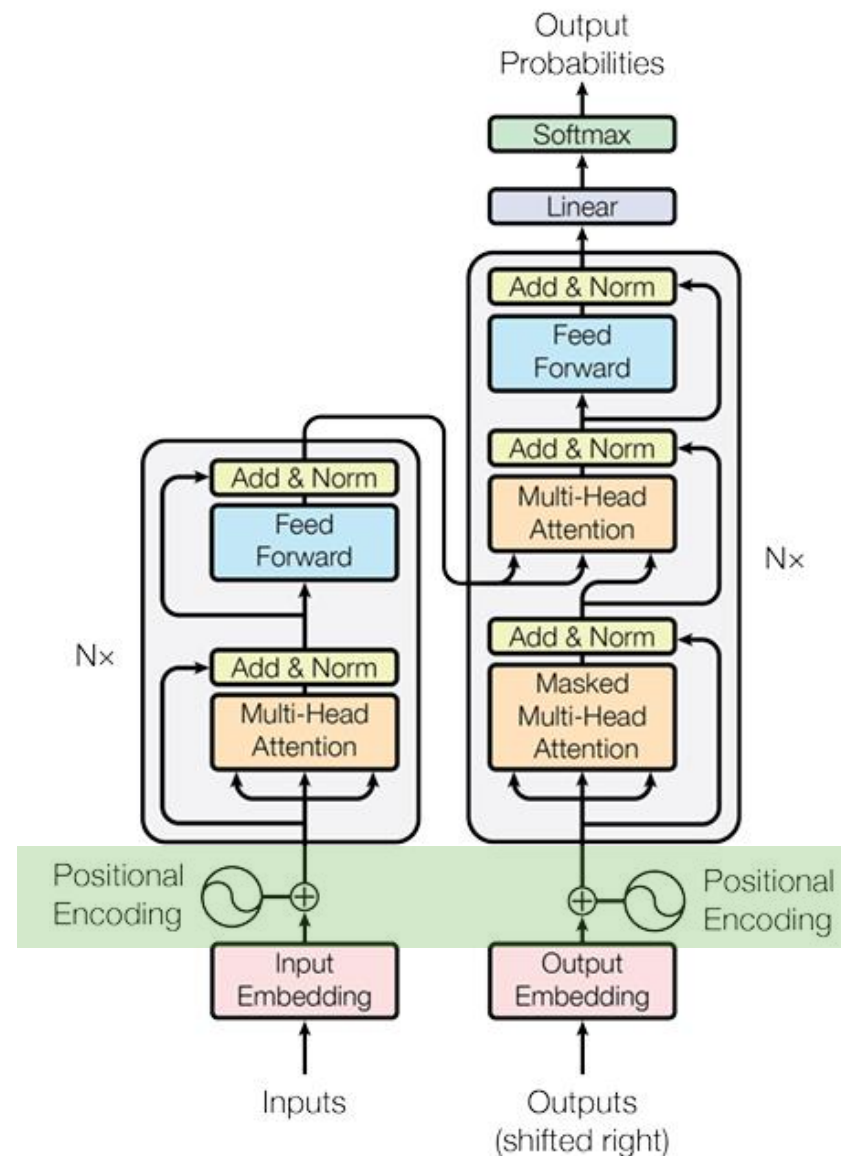 Output
Probabilities
Softmax
Linear
Add & Norm
Feed
Forward
Add & Norm
Multi-Head
Attention
Add & Norm
Masked
Multi-Head
Attention
N×
Add & Norm
Feed
Forward
Add & Norm
Multi-Head
Attention
N×
Positional
Encoding
Positional
Encoding
Input
Embedding
Output
Embedding
Inputs
Outputs
(shifted right)